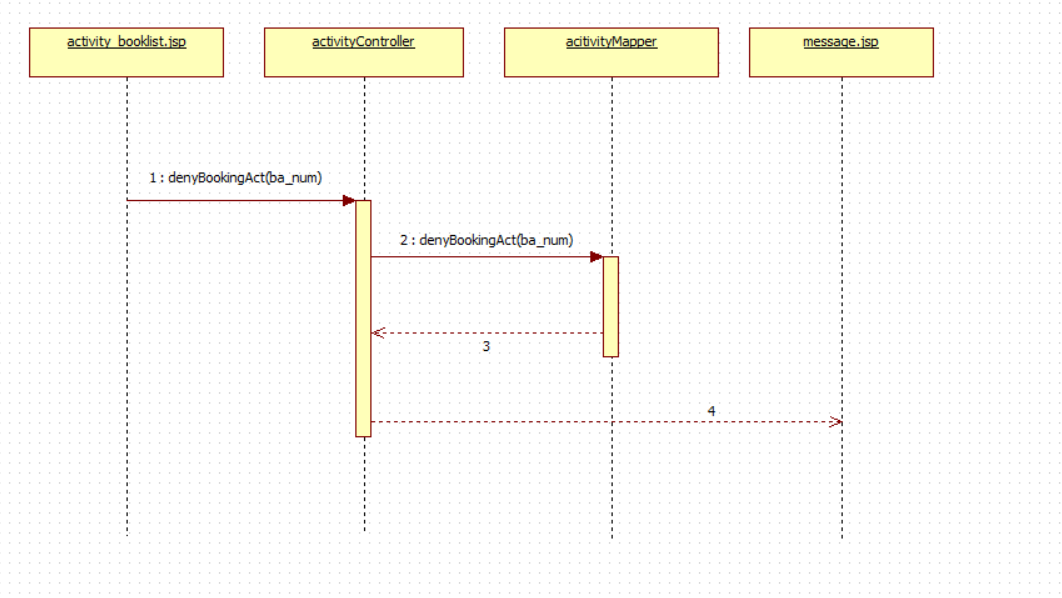 activity_booklist.jsp
activityController
acitivityMapper
message.jsp
1 : denyBookingAct(ba_num)
2 : denyBookingAct(ba_num)
3
4